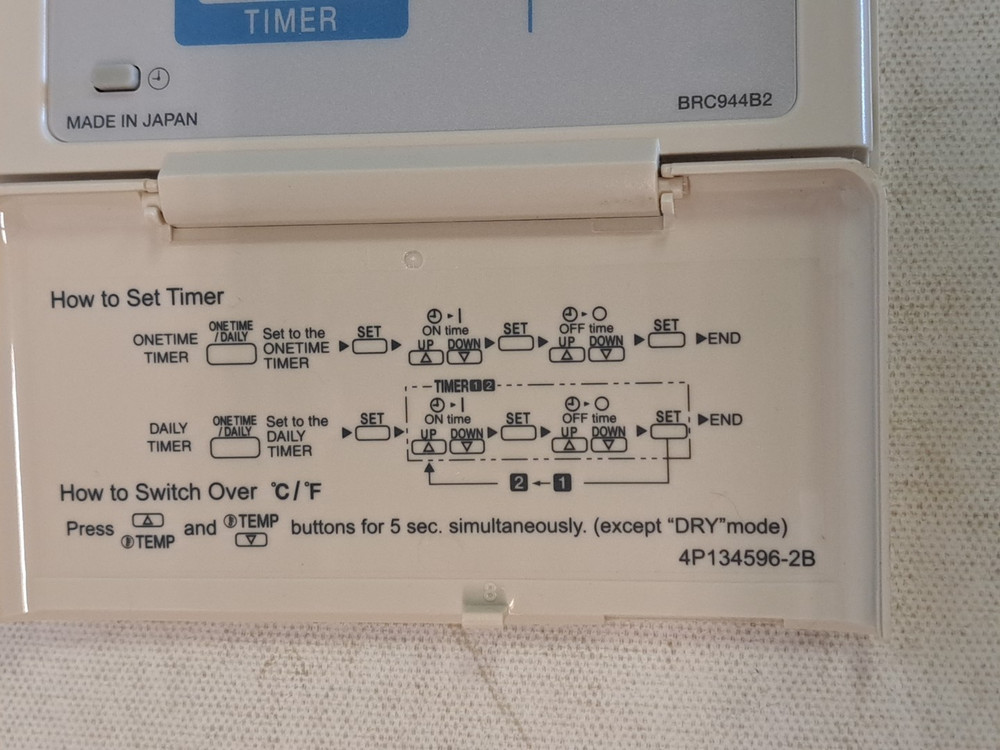 TIMER
MADE IN JAPAN
BRC944B2
How to Set Timer
ONETIME TIMER ONETIME /DAILY Set to the ONETIME TIMER ▶ SET ▶ ON time UP △ DOWN ▽ ▶ SET ▶ OFF time UP △ DOWN ▽ ▶ SET ▶END
TIMER 1 2
DAILY TIMER ONETIME /DAILY Set to the DAILY TIMER ▶ SET ▶ ON time UP △ DOWN ▽ ▶ SET ▶ OFF time UP △ DOWN ▽ ▶ SET ▶END
2 ← 1
How to Switch Over °C/°F
Press △ TEMP and TEMP ▽ buttons for 5 sec. simultaneously. (except “DRY”mode)
4P134596-2B
8